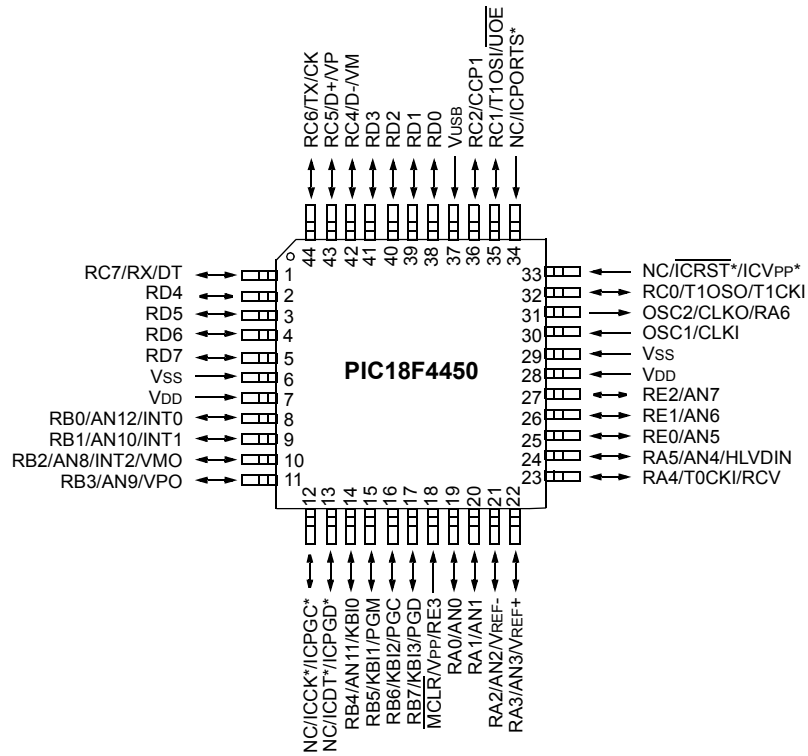 RC6/TX/CK
RC5/D+/VP
RC4/D-/VM
RD3
RD2
RD1
RD0
VUSB
RC2/CCP1
RC1/T1OSI/UOE
NC/ICPORTS*
44
43
42
41
40
39
38
37
36
35
34
RC7/RX/DT
1
RD4
2
RD5
3
RD6
4
RD7
5
VSS
6
VDD
7
RB0/AN12/INT0
8
RB1/AN10/INT1
9
RB2/AN8/INT2/VMO
10
RB3/AN9/VPO
11
PIC18F4450
33
NC/ICRST*/ICVPP*
32
RC0/T1OSO/T1CKI
31
OSC2/CLKO/RA6
30
OSC1/CLKI
29
VSS
28
VDD
27
RE2/AN7
26
RE1/AN6
25
RE0/AN5
24
RA5/AN4/HLVDIN
23
RA4/T0CKI/RCV
12
13
14
15
16
17
18
19
20
21
22
NC/ICCK*/ICPGC*
NC/ICDT*/ICPGD*
RB4/AN11/KBI0
RB5/KBI1/PGM
RB6/KBI2/PGC
RB7/KBI3/PGD
MCLR/VPP/RE3
RA0/AN0
RA1/AN1
RA2/AN2/VREF-
RA3/AN3/VREF+